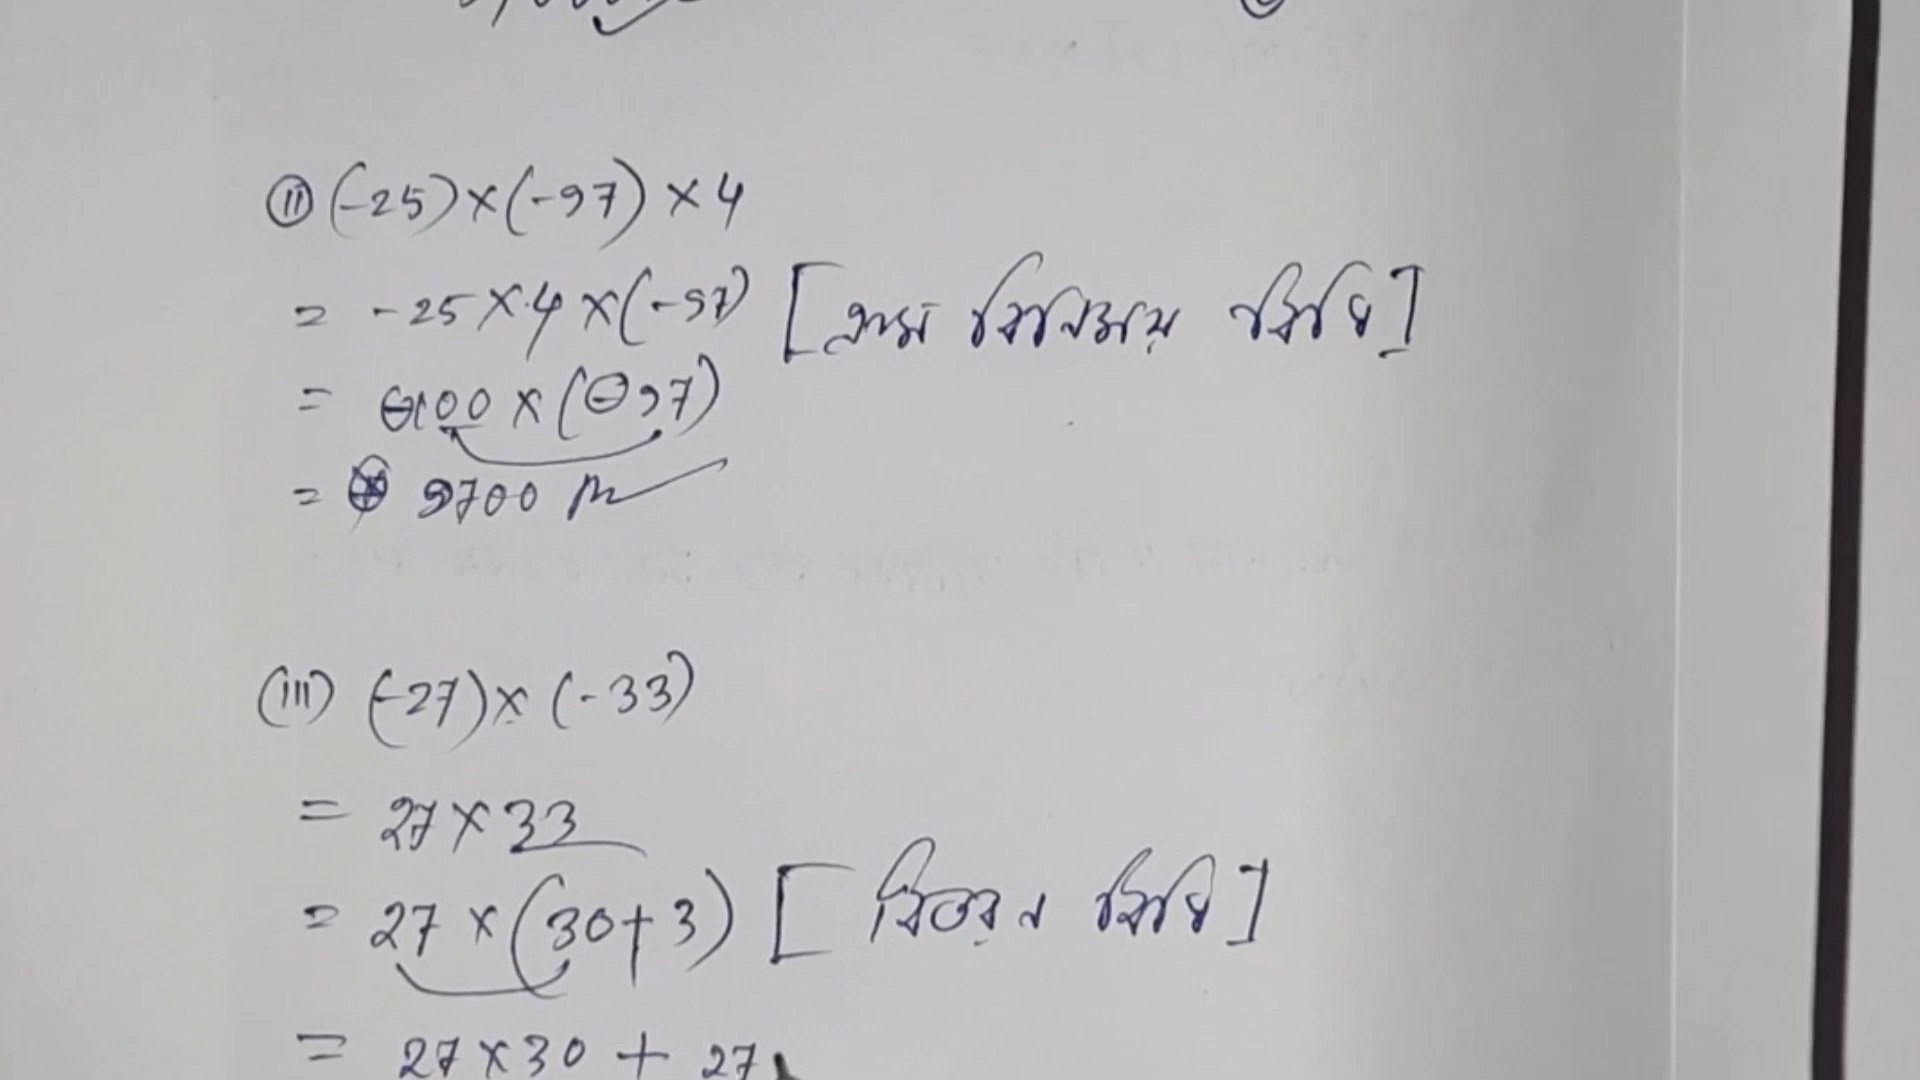 (ii) (-25)×(-97) × 4
= -25 × 4 × (-97) [ক্রম বিনিময় বিধি]
= -100 × (-97)
= 9700
(iii) (-27)× (-33)
= 27 × 33
= 27 × (30+3) [বিতরন বিধি]
= 27 × 30 + 27